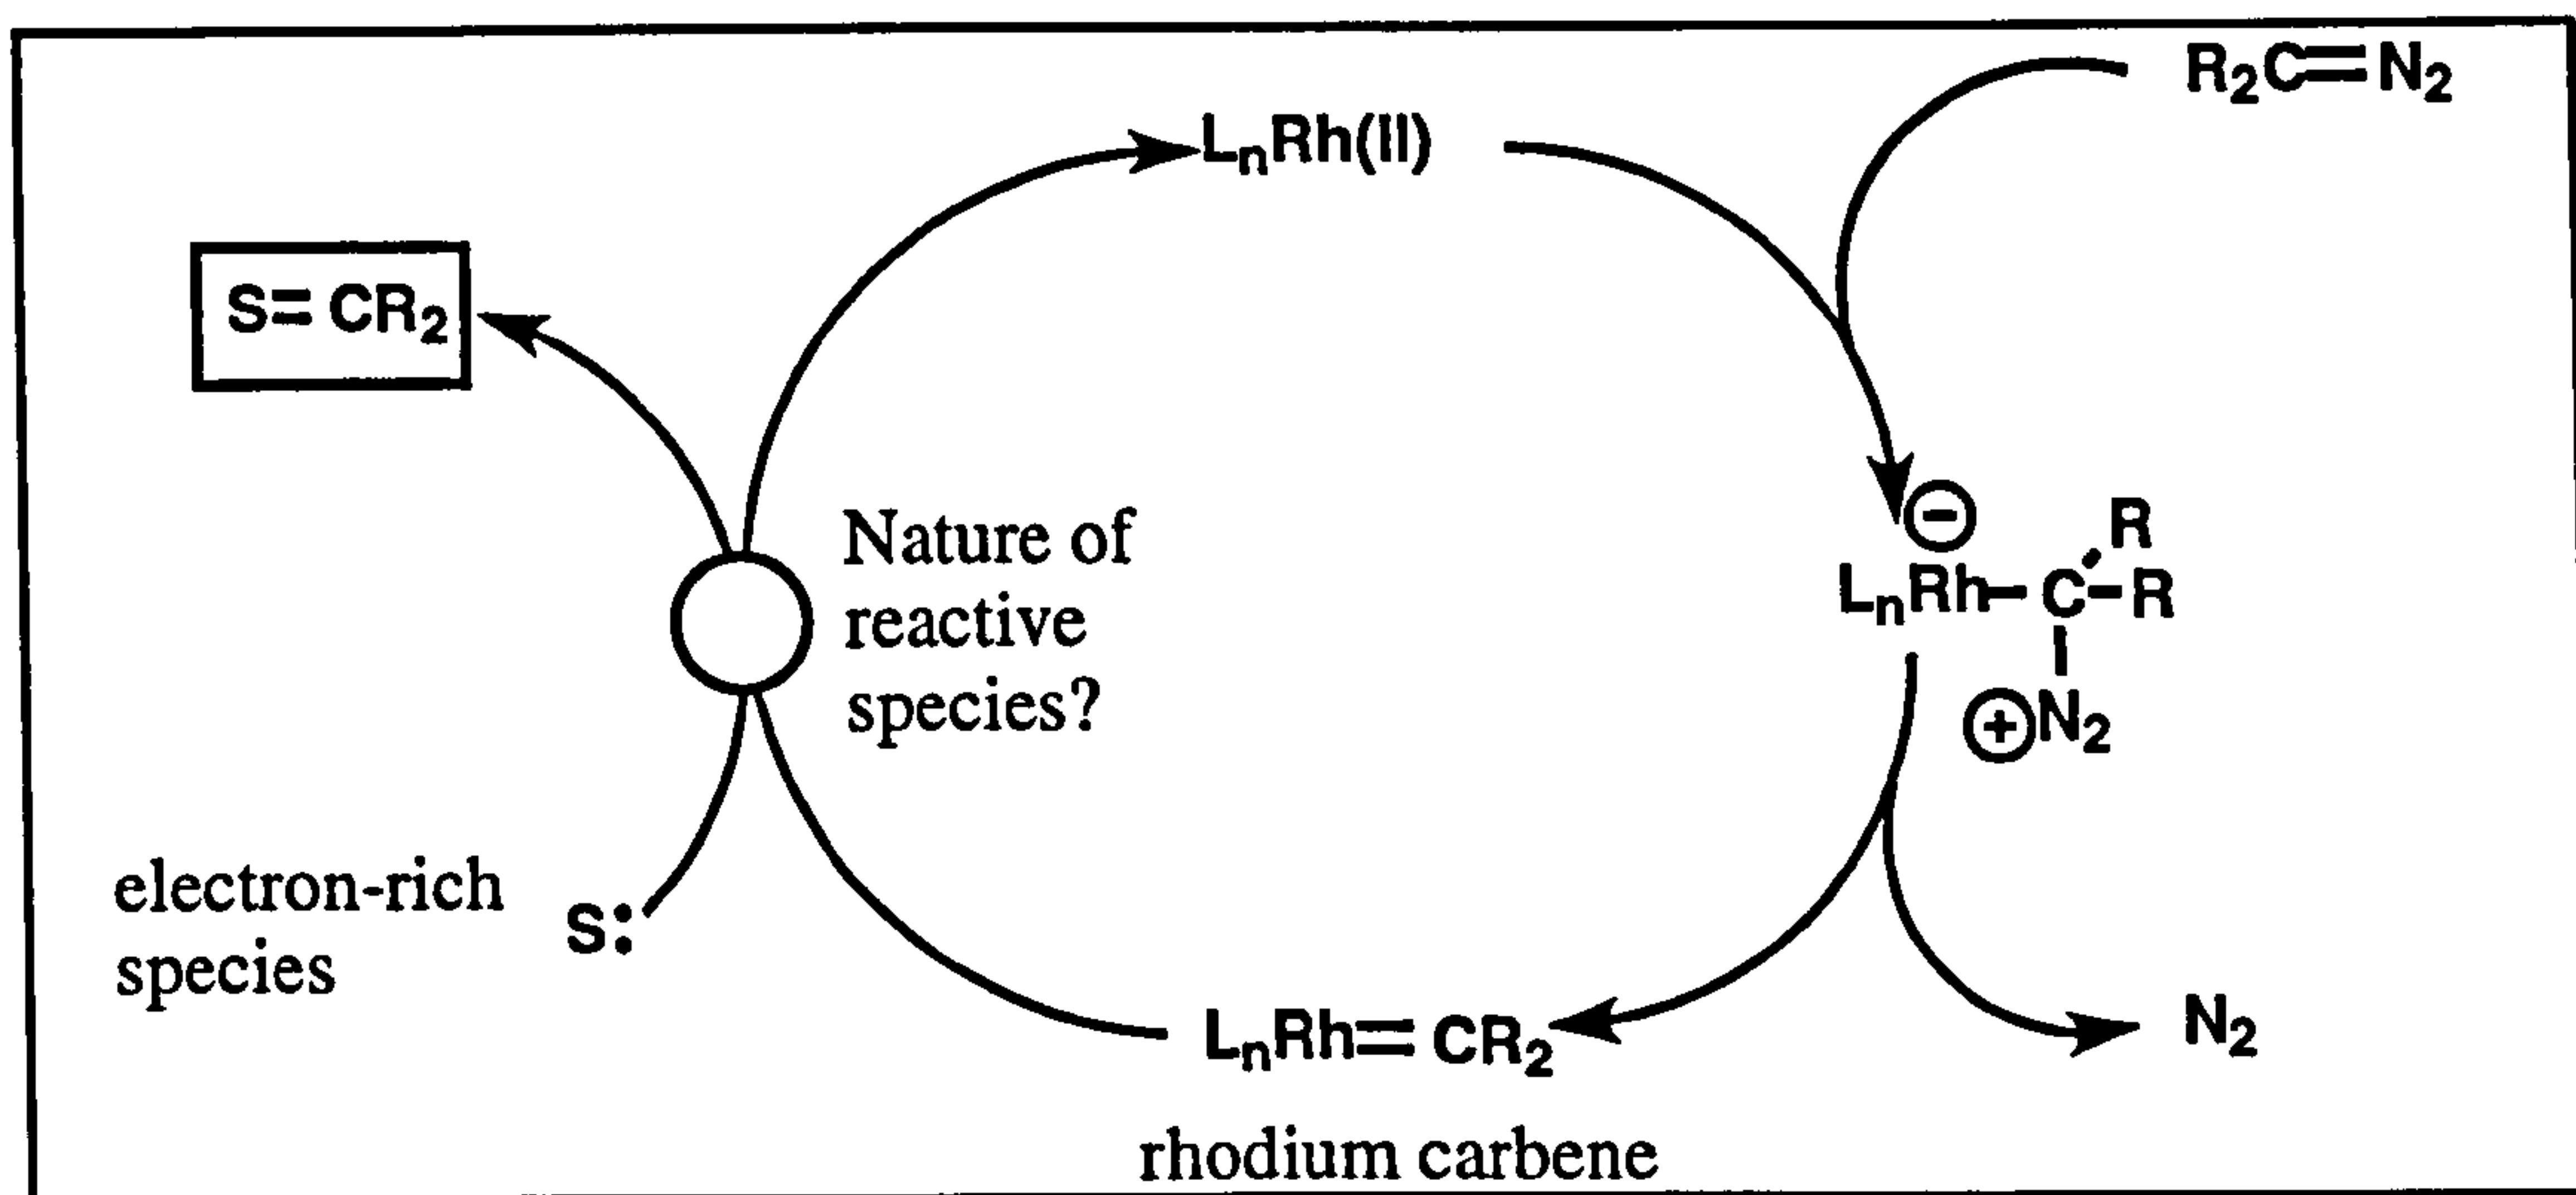 R₂C=N₂
LₙRh(II)
S=CR₂
⊖
R
LₙRh-C-R
⊕N₂
Nature of
reactive
species?
electron-rich
species
S:
LₙRh=CR₂
N₂
rhodium carbene